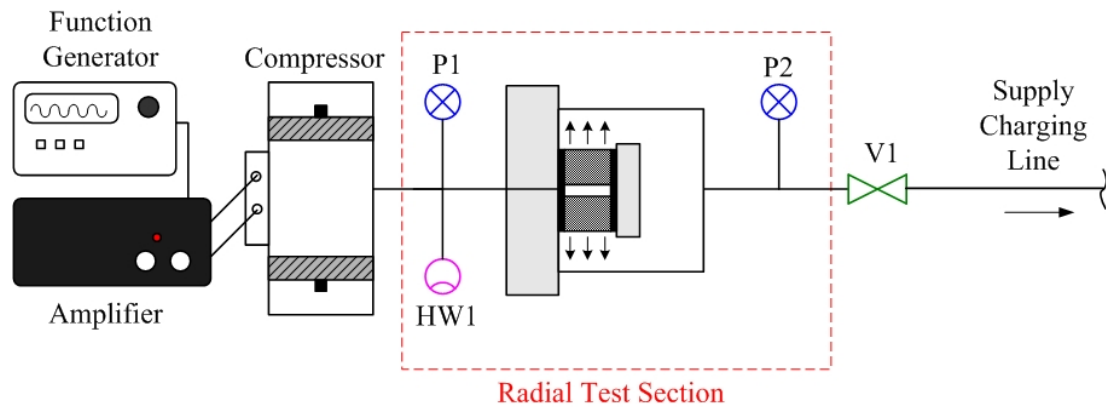 Function
Generator
Compressor
P1
P2
Supply
Charging
Line
V1
HW1
Amplifier
Radial Test Section